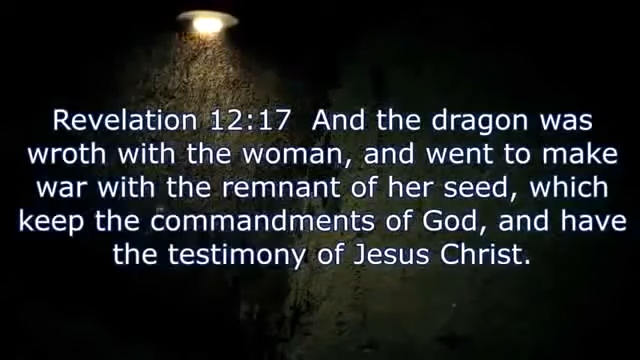 Revelation 12:17  And the dragon was
wroth with the woman, and went to make
war with the remnant of her seed, which
keep the commandments of God, and have
the testimony of Jesus Christ.